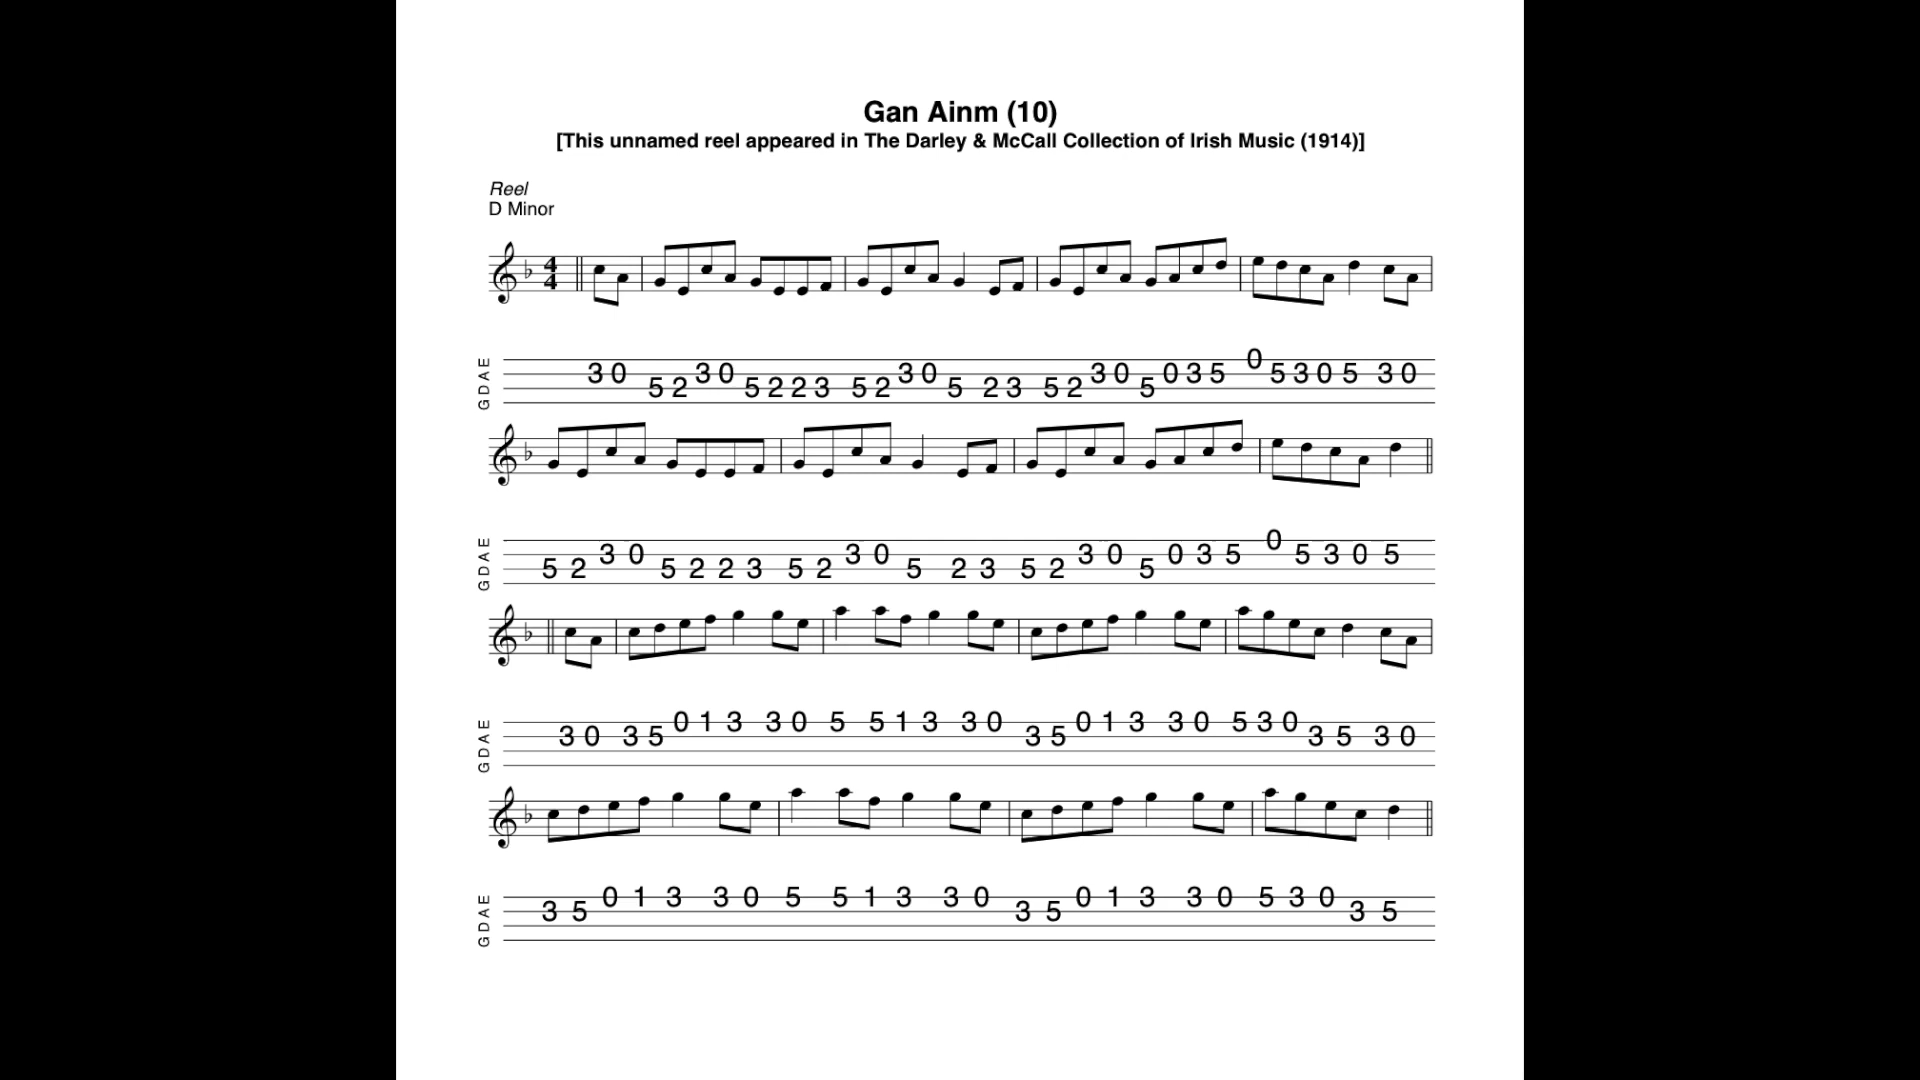 Gan Ainm (10)
[This unnamed reel appeared in The Darley & McCall Collection of Irish Music (1914)]
Reel
D Minor
4 4
G D A E 3 0 5 2 3 0 5 2 2 3 5 2 3 0 5 2 3 5 2 3 0 5 0 3 5 0 5 3 0 5 3 0
G D A E 5 2 3 0 5 2 2 3 5 2 3 0 5 2 3 5 2 3 0 5 0 3 5 0 5 3 0 5
G D A E 3 0 3 5 0 1 3 3 0 5 5 1 3 3 0 3 5 0 1 3 3 0 5 3 0 3 5 3 0
G D A E 3 5 0 1 3 3 0 5 5 1 3 3 0 3 5 0 1 3 3 0 5 3 0 3 5